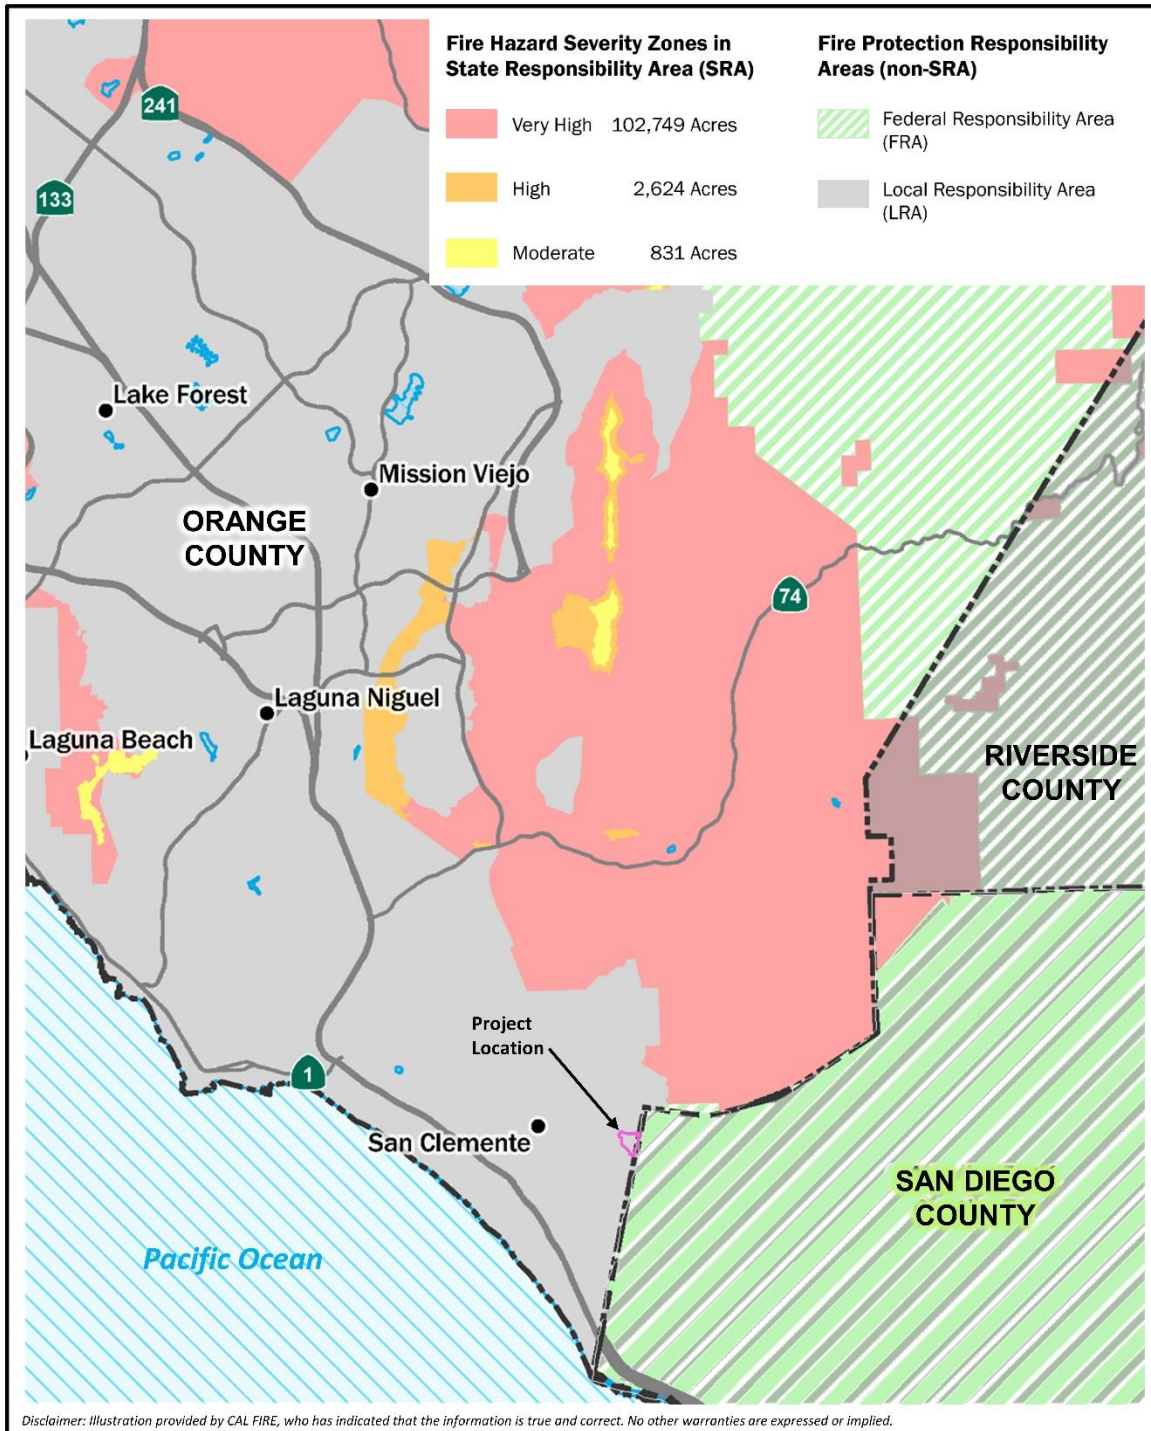 Fire Hazard Severity Zones in
State Responsibility Area (SRA)
Very High 102,749 Acres
High 2,624 Acres
Moderate 831 Acres
Fire Protection Responsibility
Areas (non-SRA)
Federal Responsibility Area
(FRA)
Local Responsibility Area
(LRA)
241
133
Lake Forest
Mission Viejo
ORANGE
COUNTY
74
Laguna Niguel
Laguna Beach
RIVERSIDE
COUNTY
Project
Location
1
San Clemente
SAN DIEGO
COUNTY
Pacific Ocean
Disclaimer: Illustration provided by CAL FIRE, who has indicated that the information is true and correct. No other warranties are expressed or implied.